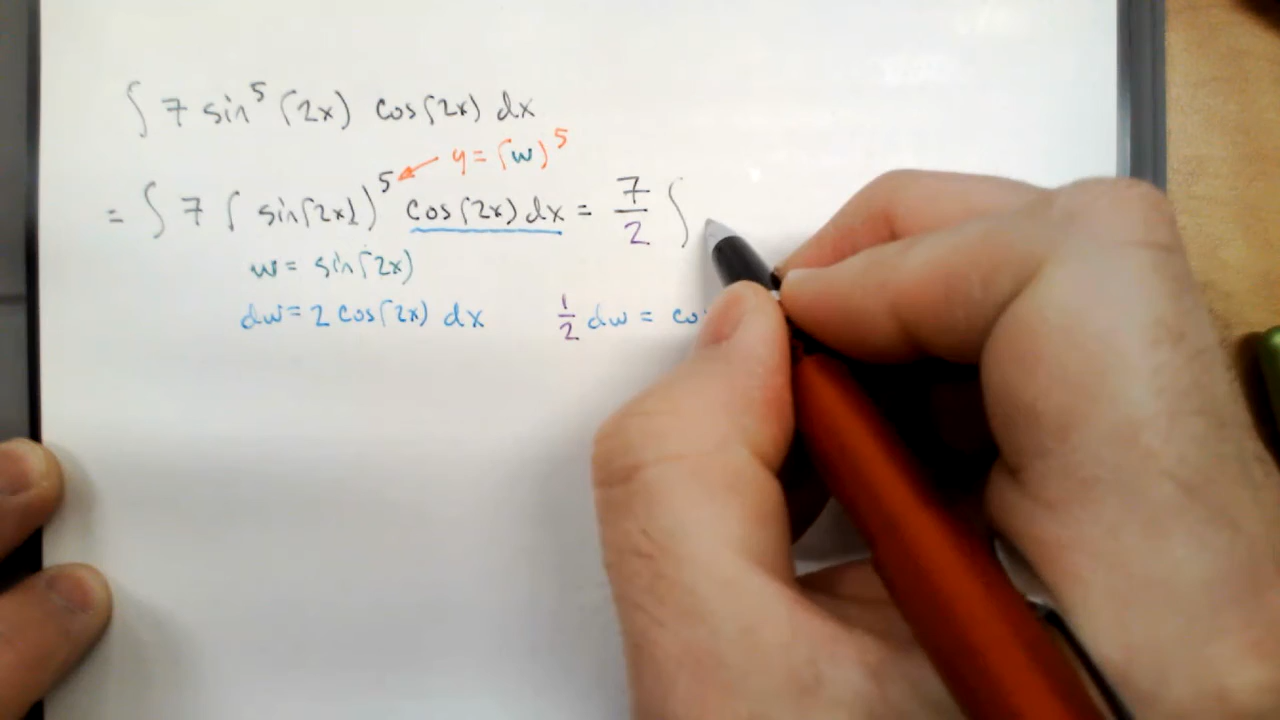 ∫ 7 sin⁵(2x) cos(2x) dx
y = (w)⁵
= ∫ 7 (sin(2x))⁵ cos(2x) dx = 7/2 ∫
w = sin(2x)
dw = 2 cos(2x) dx 1/2 dw =